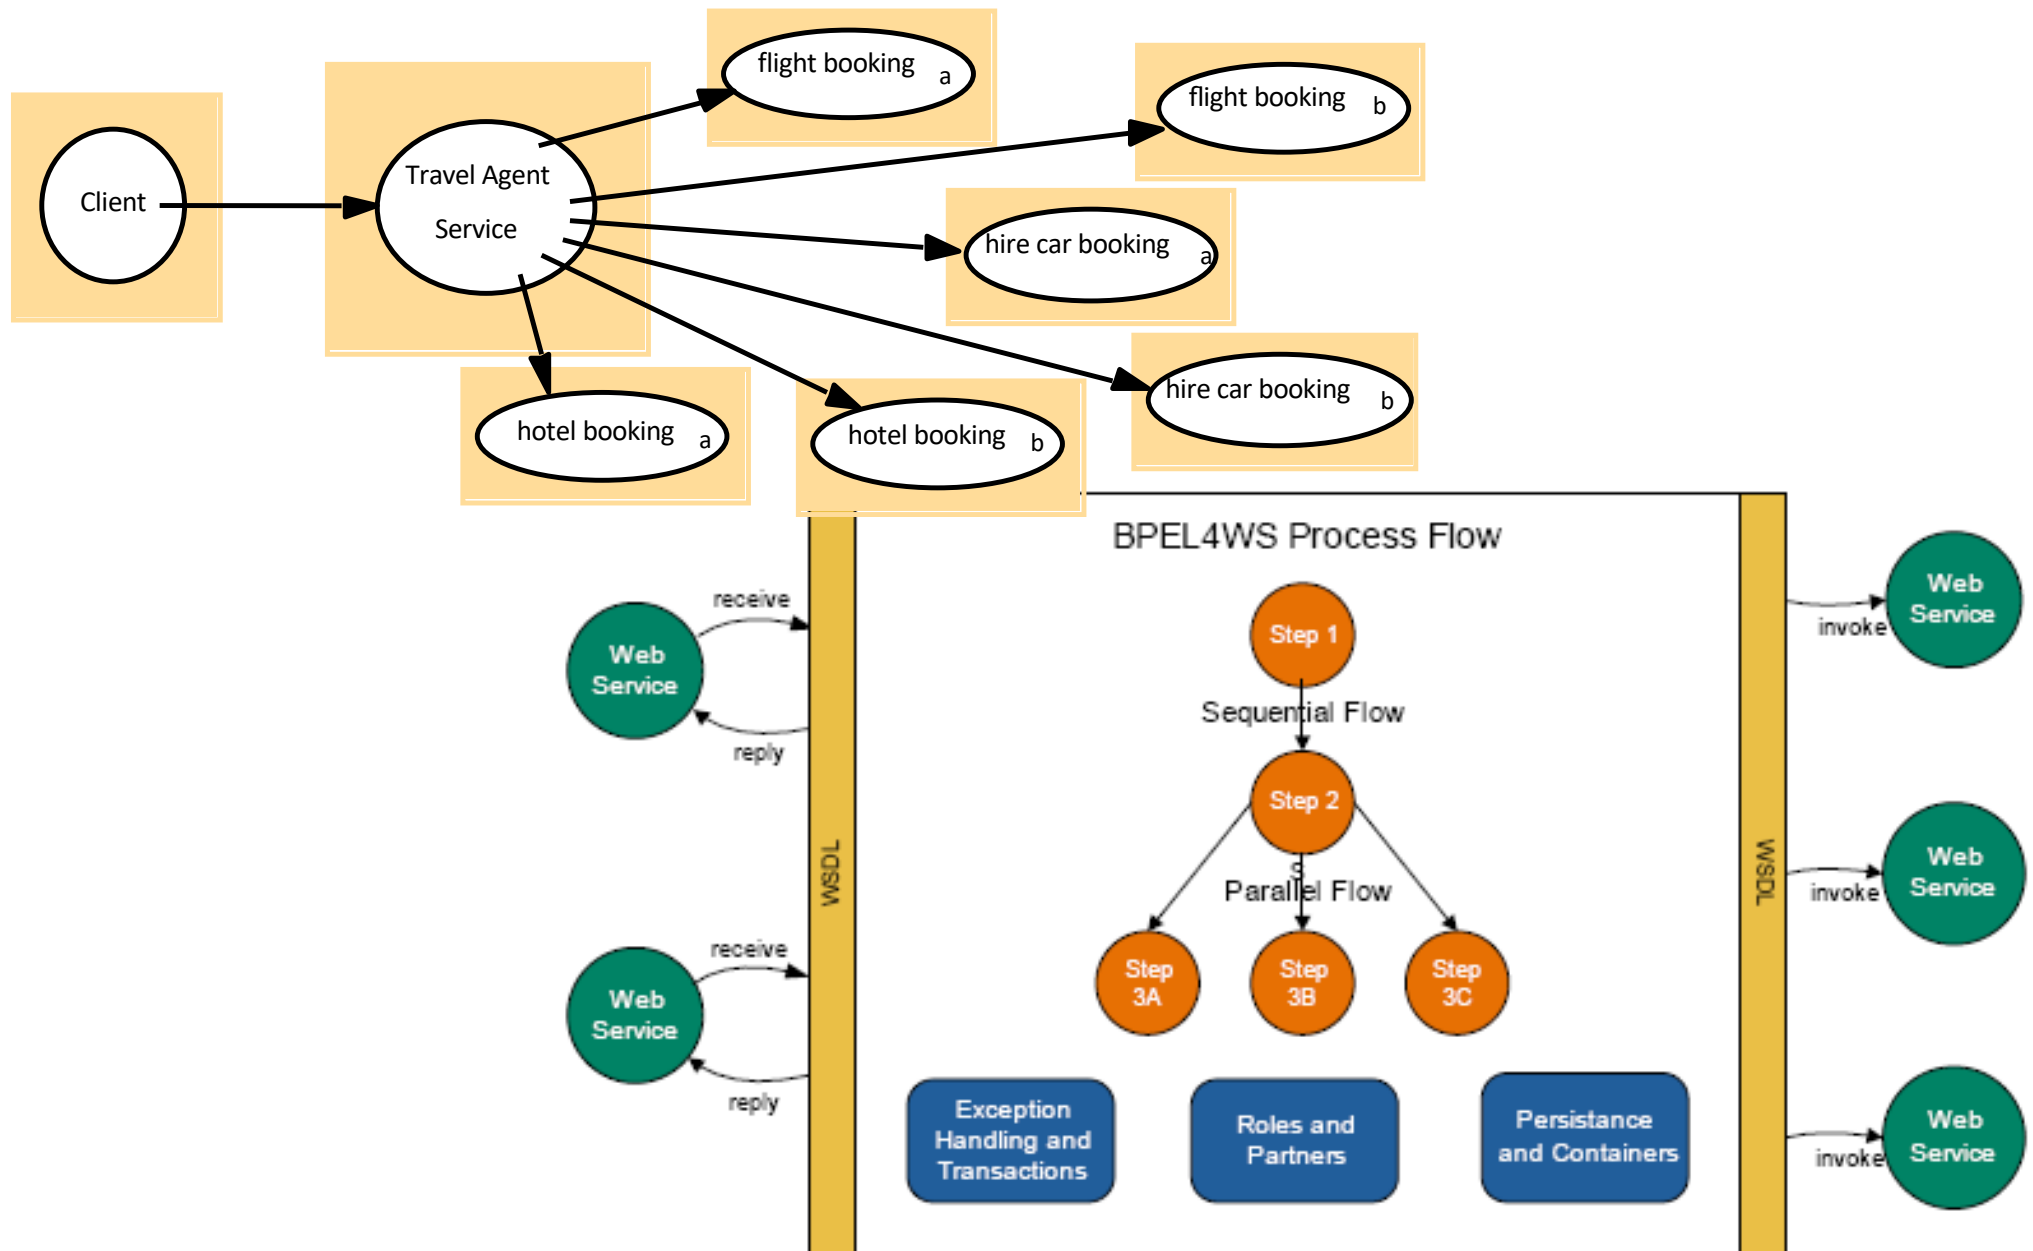 flight booking a
flight booking b
Client
Travel Agent
Service
hire car booking a
hire car booking b
hotel booking a
hotel booking b
BPEL4WS Process Flow
receive
Web
Service
reply
receive
Web
Service
reply
WSDL
Step 1
Sequential Flow
Step 2
S
Parallel Flow
Step
3A
Step
3B
Step
3C
Exception
Handling and
Transactions
Roles and
Partners
Persistance
and Containers
WSDL
Web
Service
invoke
Web
Service
invoke
Web
Service
invoke